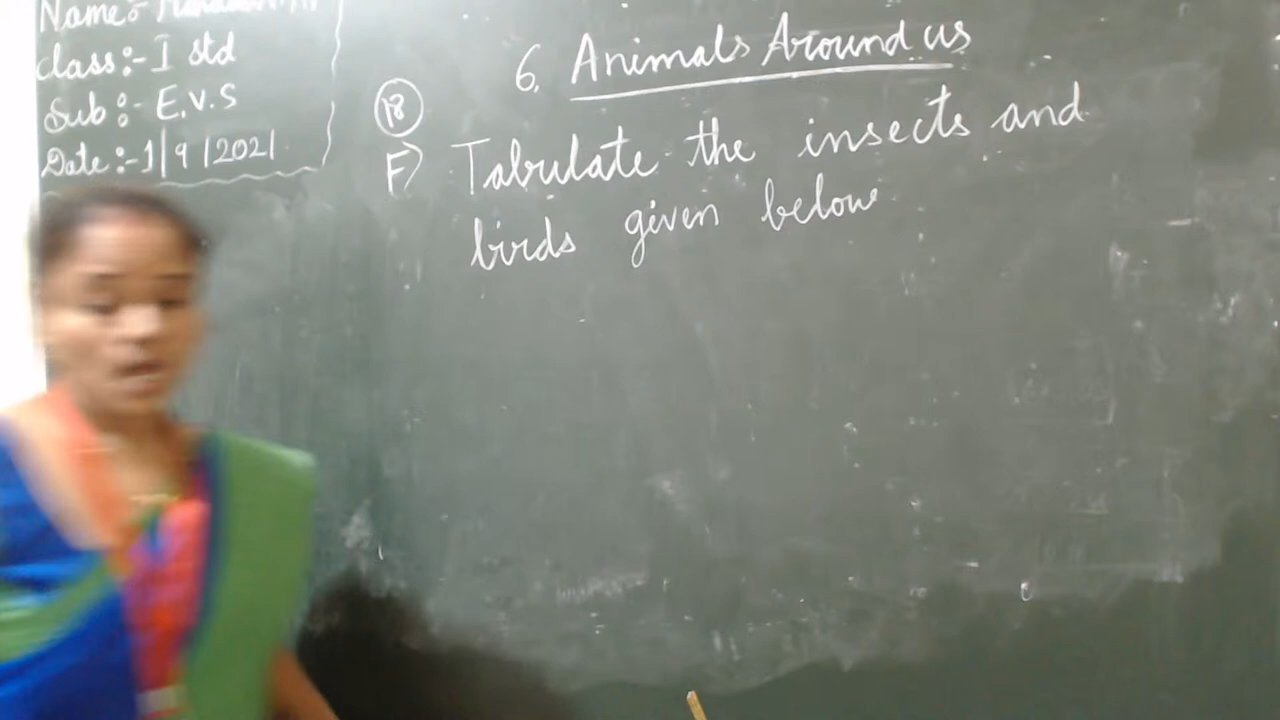 Name:-
Class:- I std
Sub:- E.V.S
Date:- 1/9/2021
6. Animals Around us
18
F) Tabulate the insects and
birds given below